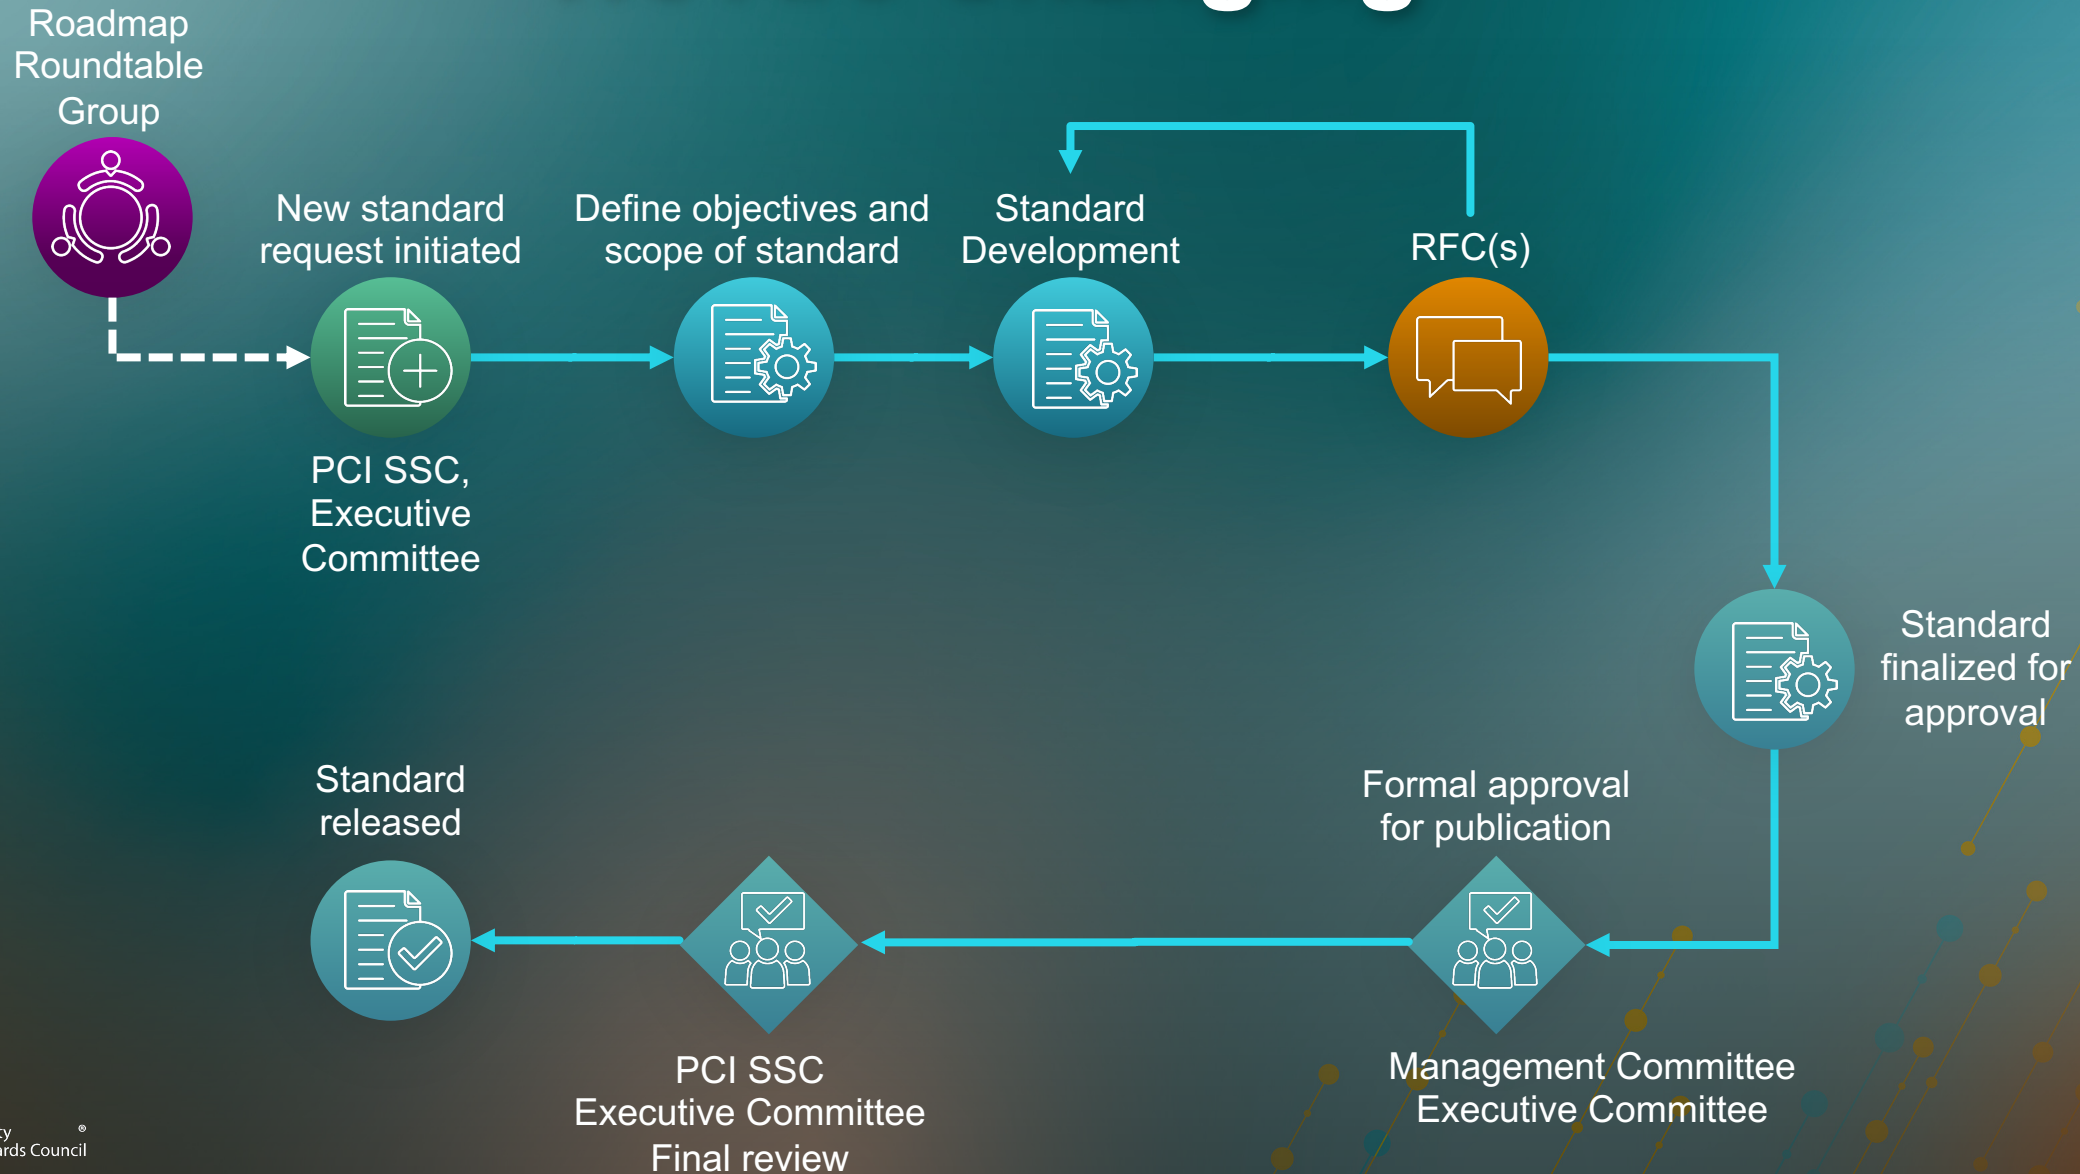 Roadmap
Roundtable
Group
New standard
request initiated
Define objectives and
scope of standard
Standard
Development
RFC(s)
PCI SSC,
Executive
Committee
Standard
finalized for
approval
Standard
released
Formal approval
for publication
PCI SSC
Executive Committee
Final review
Management Committee
Executive Committee
®
Council